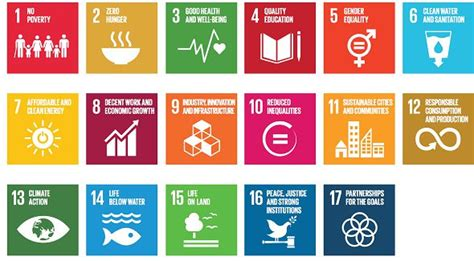 1 NO
POVERTY
2 ZERO
HUNGER
3 GOOD HEALTH
AND WELL-BEING
4 QUALITY
EDUCATION
5 GENDER
EQUALITY
6 CLEAN WATER
AND SANITATION
7 AFFORDABLE AND
CLEAN ENERGY
8 DECENT WORK AND
ECONOMIC GROWTH
9 INDUSTRY, INNOVATION
AND INFRASTRUCTURE
10 REDUCED
INEQUALITIES
11 SUSTAINABLE CITIES
AND COMMUNITIES
12 RESPONSIBLE
CONSUMPTION
AND PRODUCTION
13 CLIMATE
ACTION
14 LIFE
BELOW WATER
15 LIFE
ON LAND
16 PEACE, JUSTICE
AND STRONG
INSTITUTIONS
17 PARTNERSHIPS
FOR THE GOALS